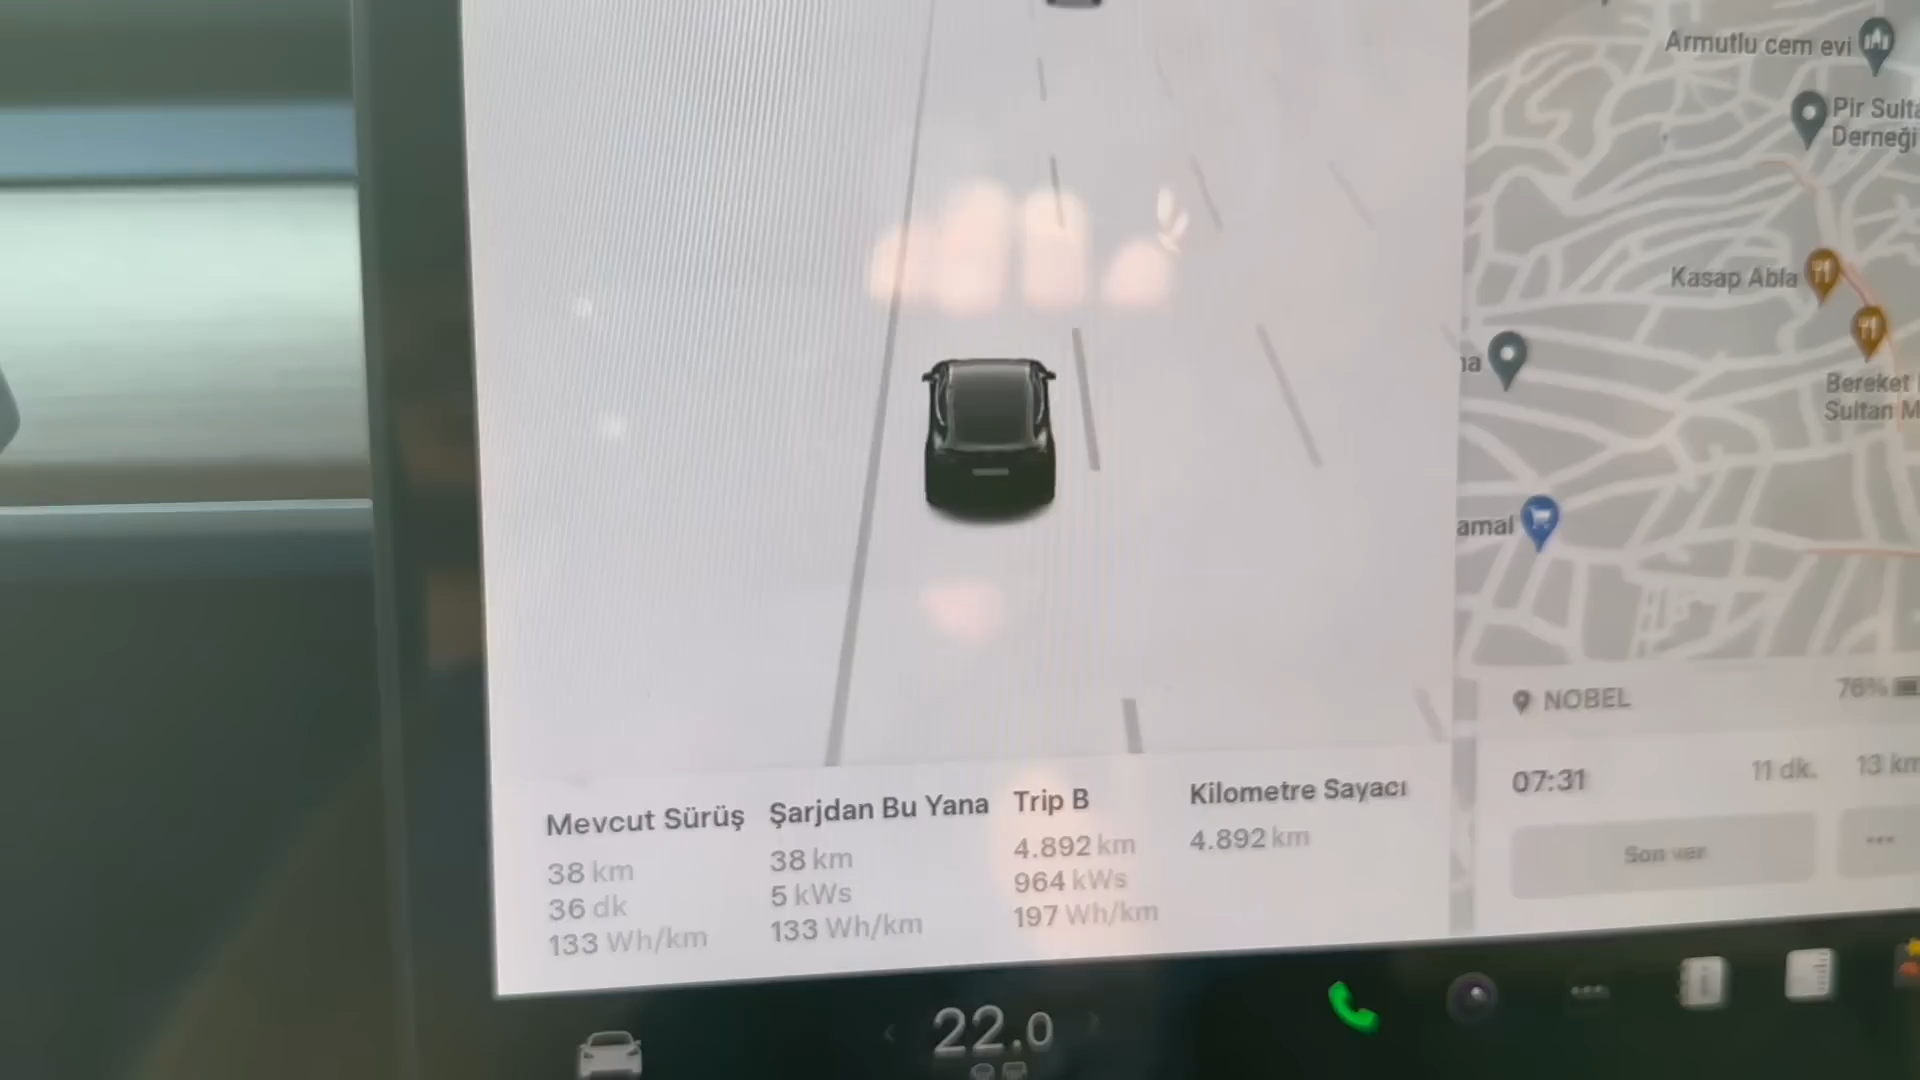 Armutlu cem evi
Pir Sult
Derneği
Kasap Abla
na
Bereket
Sultan M
amal
NOBEL
76%
07:31
11 dk.
13 km
Son ver
Mevcut Sürüş
38 km
36 dk
133 Wh/km
Şarjdan Bu Yana
38 km
5 kWs
133 Wh/km
Trip B
4.892 km
964 kWs
197 Wh/km
Kilometre Sayacı
4.892 km
22.0